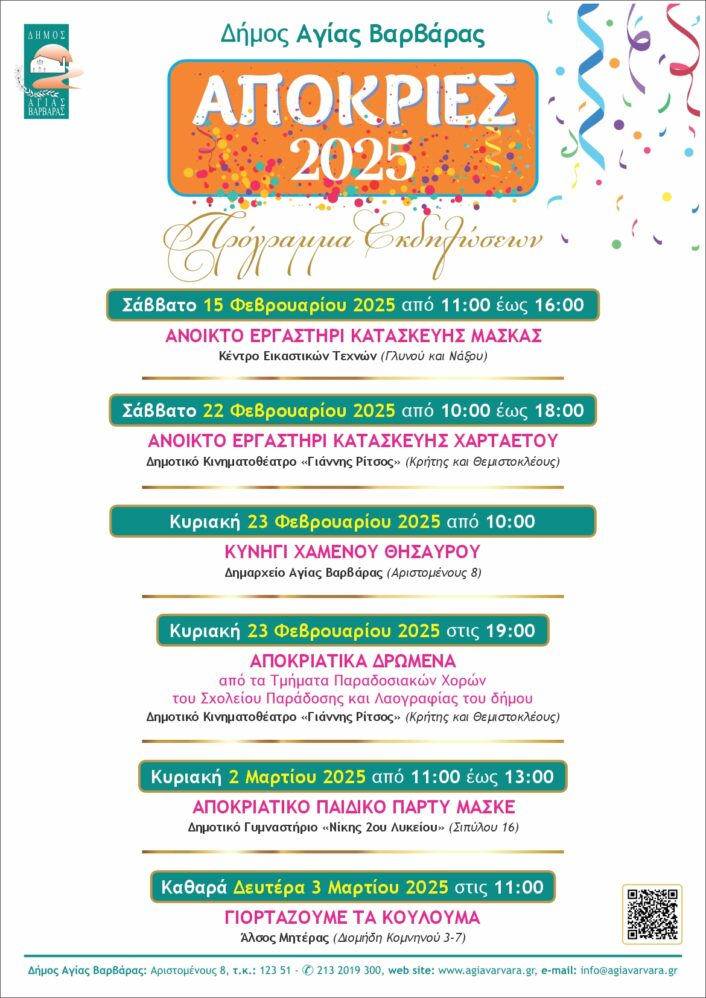 ΔΗΜΟΣ
ΑΓΙΑΣ
ΒΑΡΒΑΡΑΣ
Δήμος Αγίας Βαρβάρας
ΑΠΟΚΡΙΕΣ
2025
Πρόγραμμα Εκδηλώσεων
Σάββατο 15 Φεβρουαρίου 2025 από 11:00 έως 16:00
ΑΝΟΙΚΤΟ ΕΡΓΑΣΤΗΡΙ ΚΑΤΑΣΚΕΥΗΣ ΜΑΣΚΑΣ
Κέντρο Εικαστικών Τεχνών (Γλυνού και Νάξου)
Σάββατο 22 Φεβρουαρίου 2025 από 10:00 έως 18:00
ΑΝΟΙΚΤΟ ΕΡΓΑΣΤΗΡΙ ΚΑΤΑΣΚΕΥΗΣ ΧΑΡΤΑΕΤΟΥ
Δημοτικό Κινηματοθέατρο «Γιάννης Ρίτσος» (Κρήτης και Θεμιστοκλέους)
Κυριακή 23 Φεβρουαρίου 2025 από 10:00
ΚΥΝΗΓΙ ΧΑΜΕΝΟΥ ΘΗΣΑΥΡΟΥ
Δημαρχείο Αγίας Βαρβάρας (Αριστομένους 8)
Κυριακή 23 Φεβρουαρίου 2025 στις 19:00
ΑΠΟΚΡΙΑΤΙΚΑ ΔΡΩΜΕΝΑ
από τα Τμήματα Παραδοσιακών Χορών
του Σχολείου Παράδοσης και Λαογραφίας του δήμου
Δημοτικό Κινηματοθέατρο «Γιάννης Ρίτσος» (Κρήτης και Θεμιστοκλέους)
Κυριακή 2 Μαρτίου 2025 από 11:00 έως 13:00
ΑΠΟΚΡΙΑΤΙΚΟ ΠΑΙΔΙΚΟ ΠΑΡΤΥ ΜΑΣΚΕ
Δημοτικό Γυμναστήριο «Νίκης 2ου Λυκείου» (Σιπύλου 16)
Καθαρά Δευτέρα 3 Μαρτίου 2025 στις 11:00
ΓΙΟΡΤΑΖΟΥΜΕ ΤΑ ΚΟΥΛΟΥΜΑ
Άλσος Μητέρας (Διομήδη Κομνηνού 3-7)
Δήμος Αγίας Βαρβάρας: Αριστομένους 8, τ.κ.: 123 51 - ✆ 213 2019 300, web site: www.agiavarvara.gr, e-mail: info@agiavarvara.gr